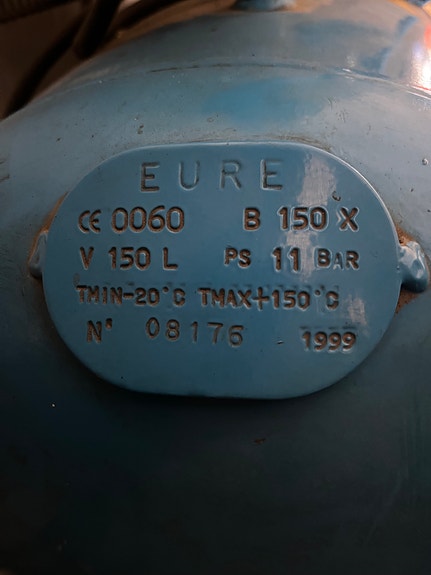 EURE
CE 0060 B 150 X
V 150 L PS 11 BAR
TMIN-20°C TMAX+150°C
N° 08176 1999